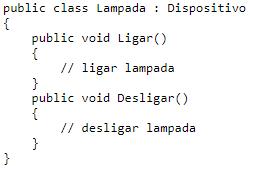 public class Lampada : Dispositivo
{
    public void Ligar()
    {
        // ligar lampada
    }
    public void Desligar()
    {
        // desligar lampada
    }
}